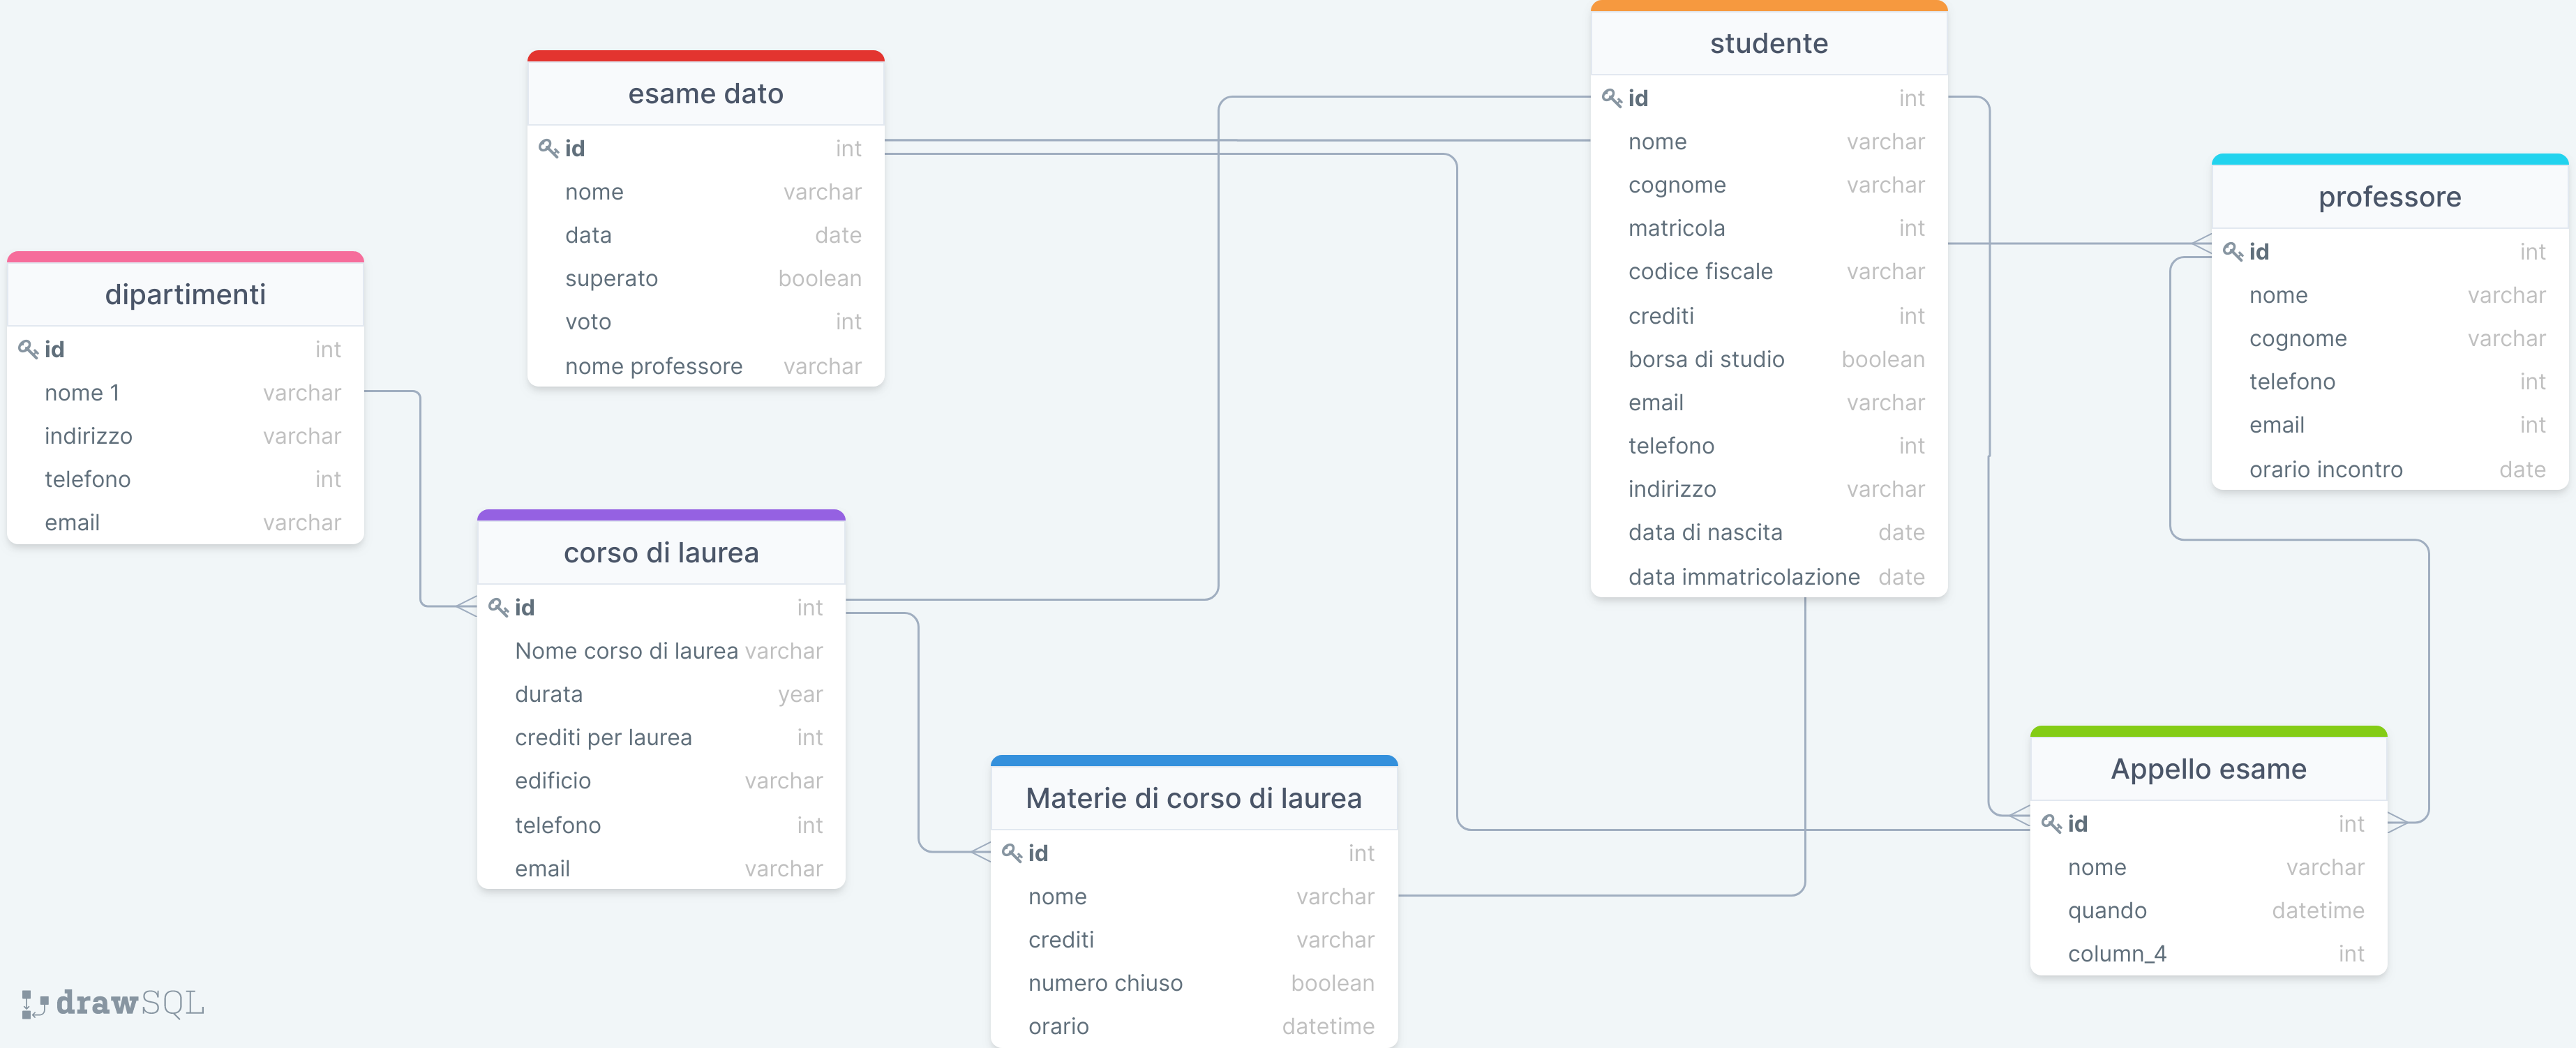 esame dato
id int
nome varchar
data date
superato boolean
voto int
nome professore varchar
studente
id int
nome varchar
cognome varchar
matricola int
codice fiscale varchar
crediti int
borsa di studio boolean
email varchar
telefono int
indirizzo varchar
data di nascita date
data immatricolazione date
professore
id int
nome varchar
cognome varchar
telefono int
email int
orario incontro date
dipartimenti
id int
nome 1 varchar
indirizzo varchar
telefono int
email varchar
corso di laurea
id int
Nome corso di laurea varchar
durata year
crediti per laurea int
edificio varchar
telefono int
email varchar
Materie di corso di laurea
id int
nome varchar
crediti varchar
numero chiuso boolean
orario datetime
Appello esame
id int
nome varchar
quando datetime
column_4 int
drawSQL